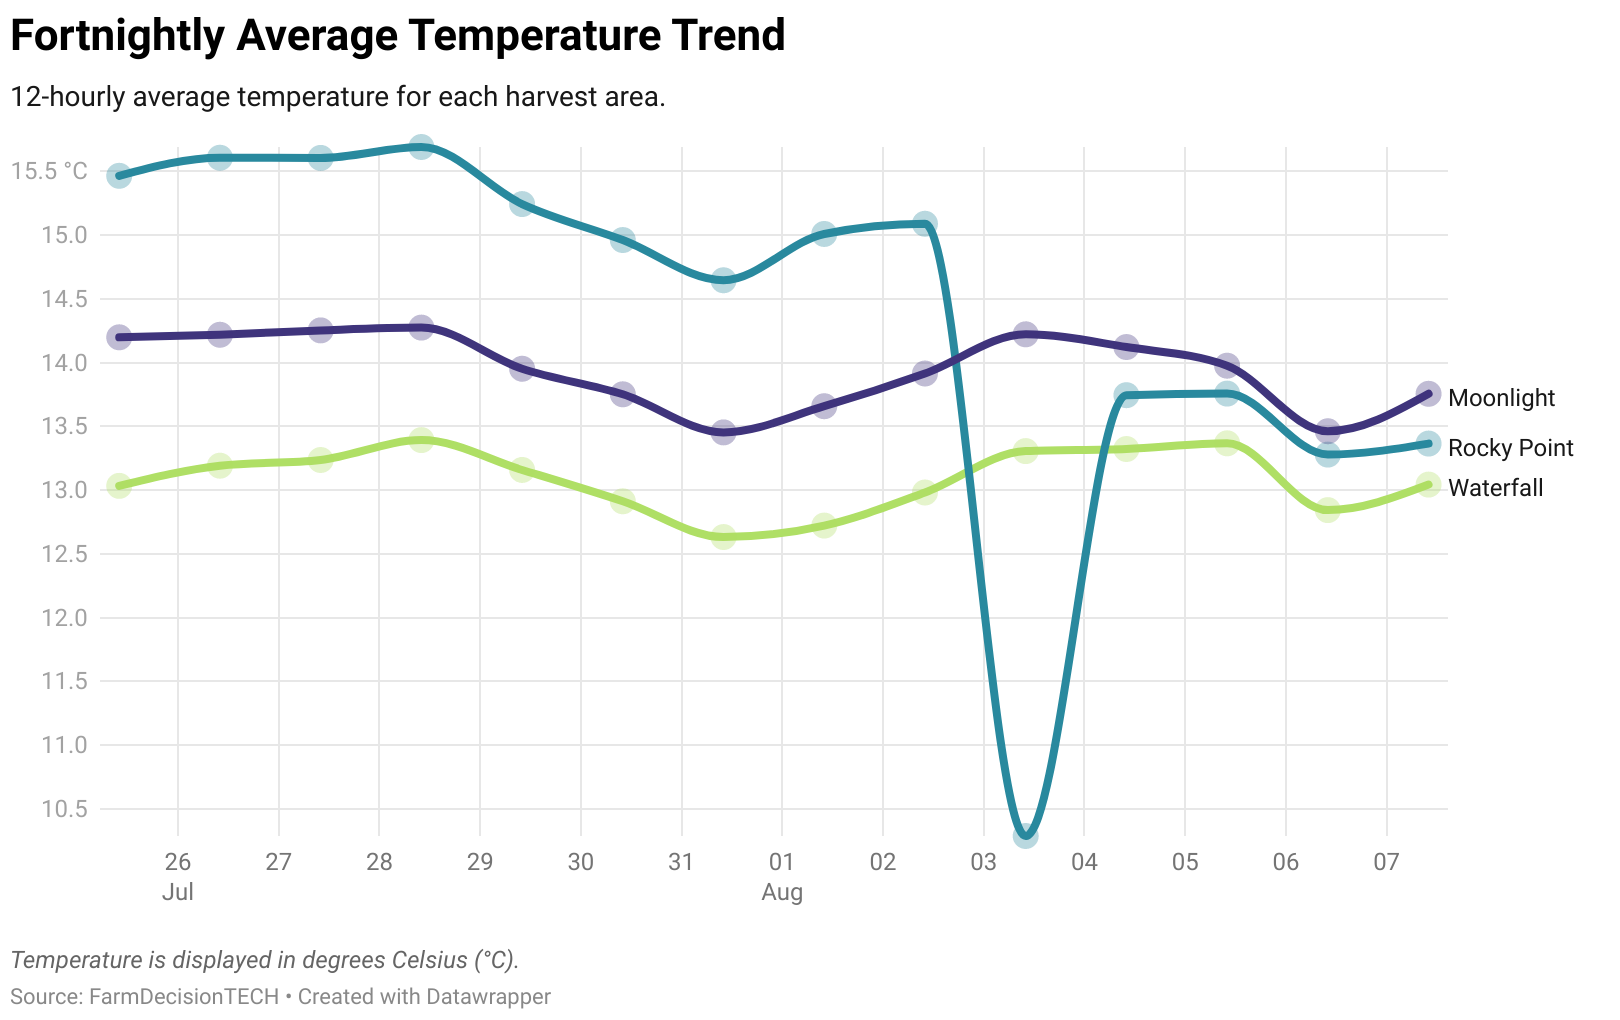 Fortnightly Average Temperature Trend
12-hourly average temperature for each harvest area.
15.5 °C
15.0
14.5
14.0
13.5
13.0
12.5
12.0
11.5
11.0
10.5
Moonlight
Rocky Point
Waterfall
26 27 28 29 30 31 01 02 03 04 05 06 07
Jul Aug
Temperature is displayed in degrees Celsius (°C).
Source: FarmDecisionTECH • Created with Datawrapper